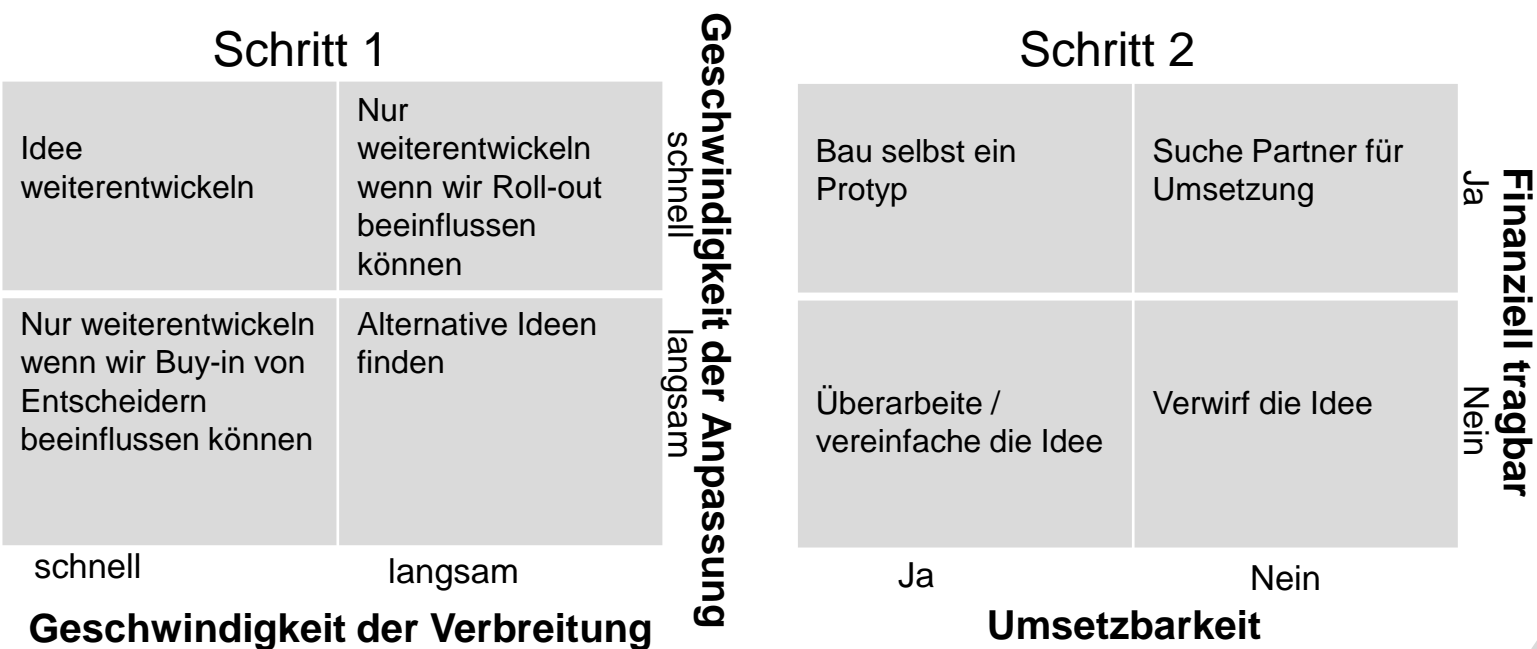 Schritt 1
Idee
weiterentwickeln
Nur
weiterentwickeln
wenn wir Roll-out
beeinflussen
können
Nur weiterentwickeln
wenn wir Buy-in von
Entscheidern
beeinflussen können
Alternative Ideen
finden
schnell
langsam
Geschwindigkeit der Anpassung
schnell
langsam
Geschwindigkeit der Verbreitung
Schritt 2
Bau selbst ein
Protyp
Suche Partner für
Umsetzung
Überarbeite /
vereinfache die Idee
Verwirf die Idee
Ja
Nein
Finanziell tragbar
Ja
Nein
Umsetzbarkeit